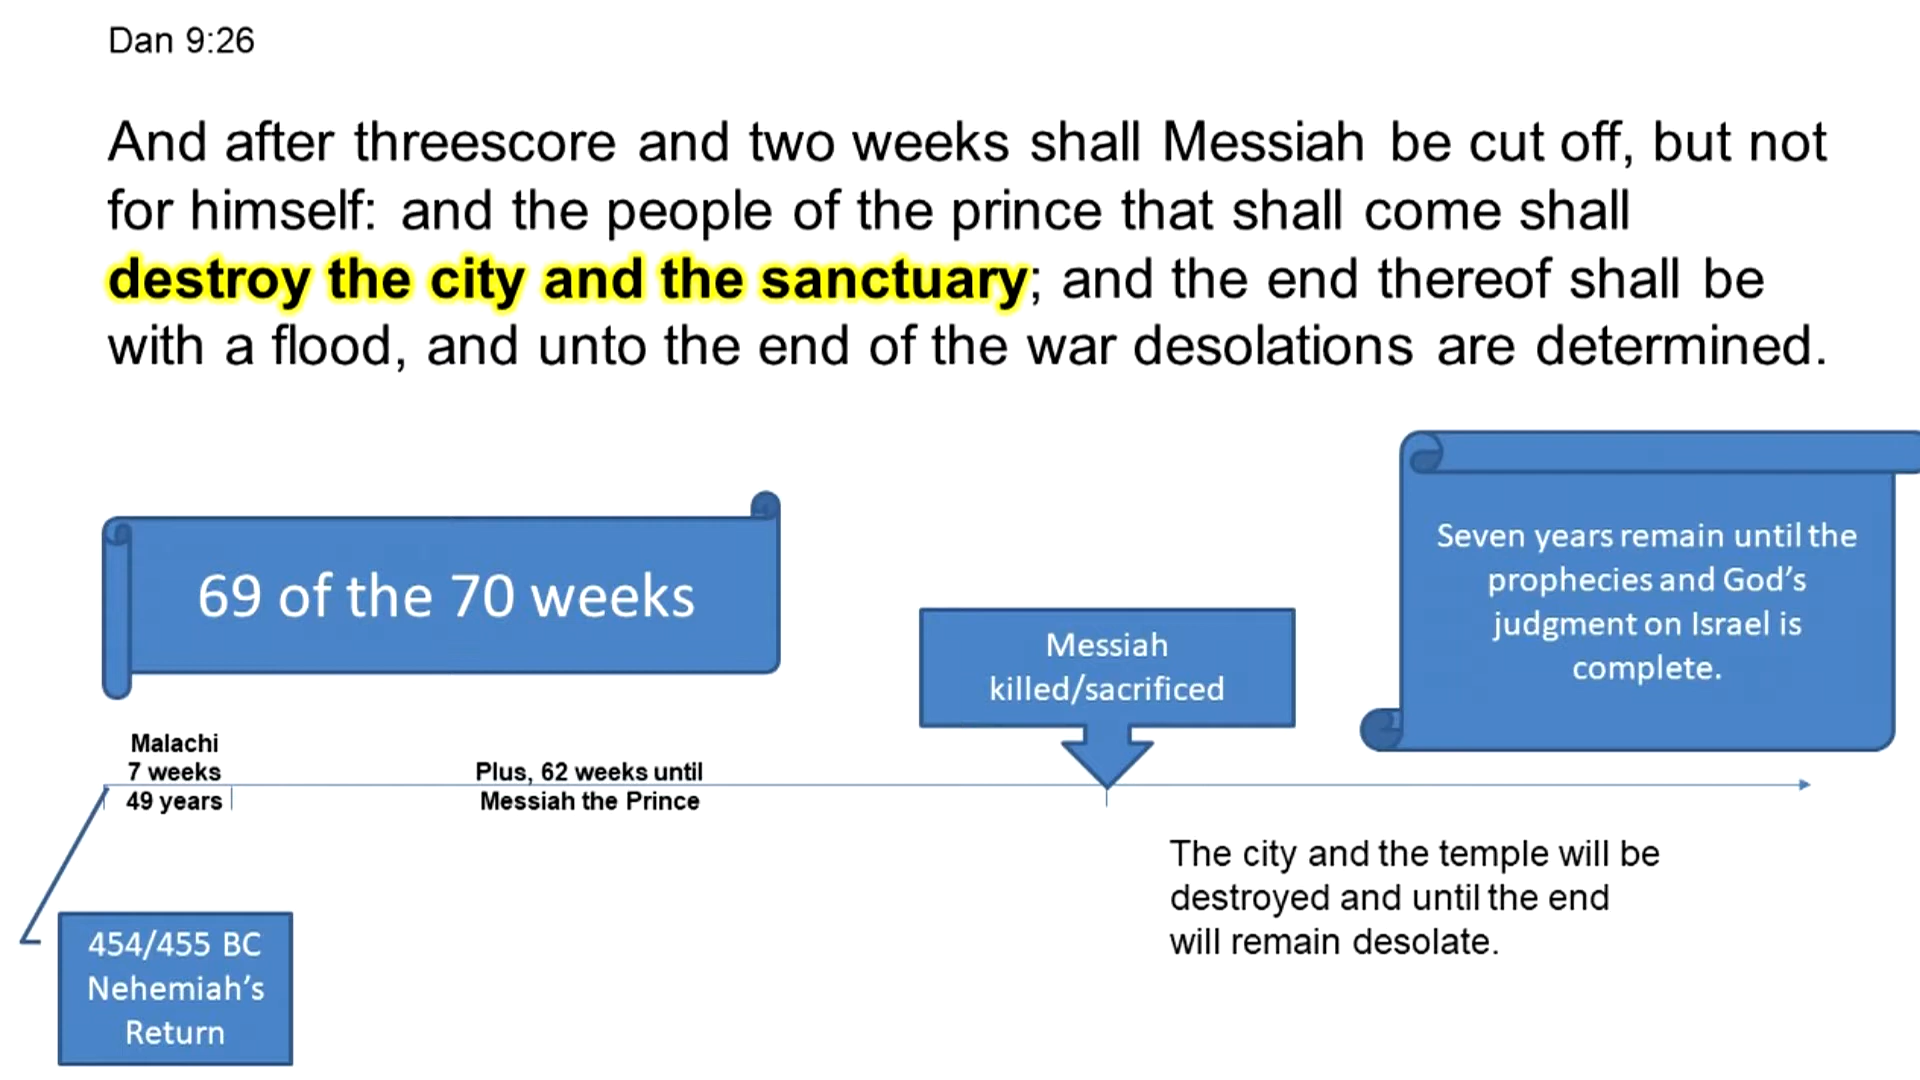 Dan 9:26
And after threescore and two weeks shall Messiah be cut off, but not
for himself: and the people of the prince that shall come shall
destroy the city and the sanctuary; and the end thereof shall be
with a flood, and unto the end of the war desolations are determined.
69 of the 70 weeks
Messiah
killed/sacrificed
Seven years remain until the
prophecies and God’s
judgment on Israel is
complete.
Malachi
7 weeks
49 years
Plus, 62 weeks until
Messiah the Prince
The city and the temple will be
destroyed and until the end
will remain desolate.
454/455 BC
Nehemiah’s
Return